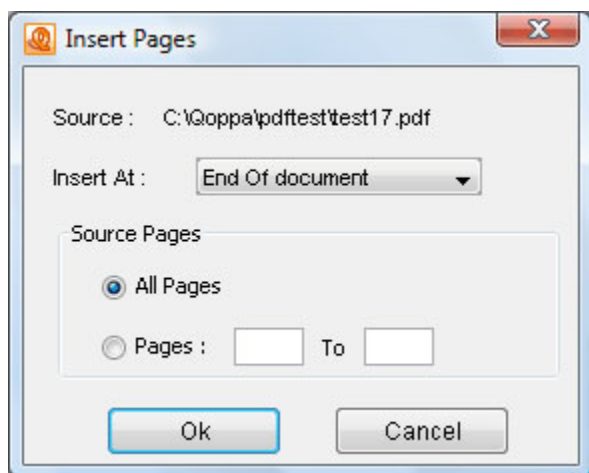 Insert Pages
Source : C:\Qoppa\pdftest\test17.pdf
Insert At : End Of document
Source Pages
All Pages
Pages : To
Ok Cancel